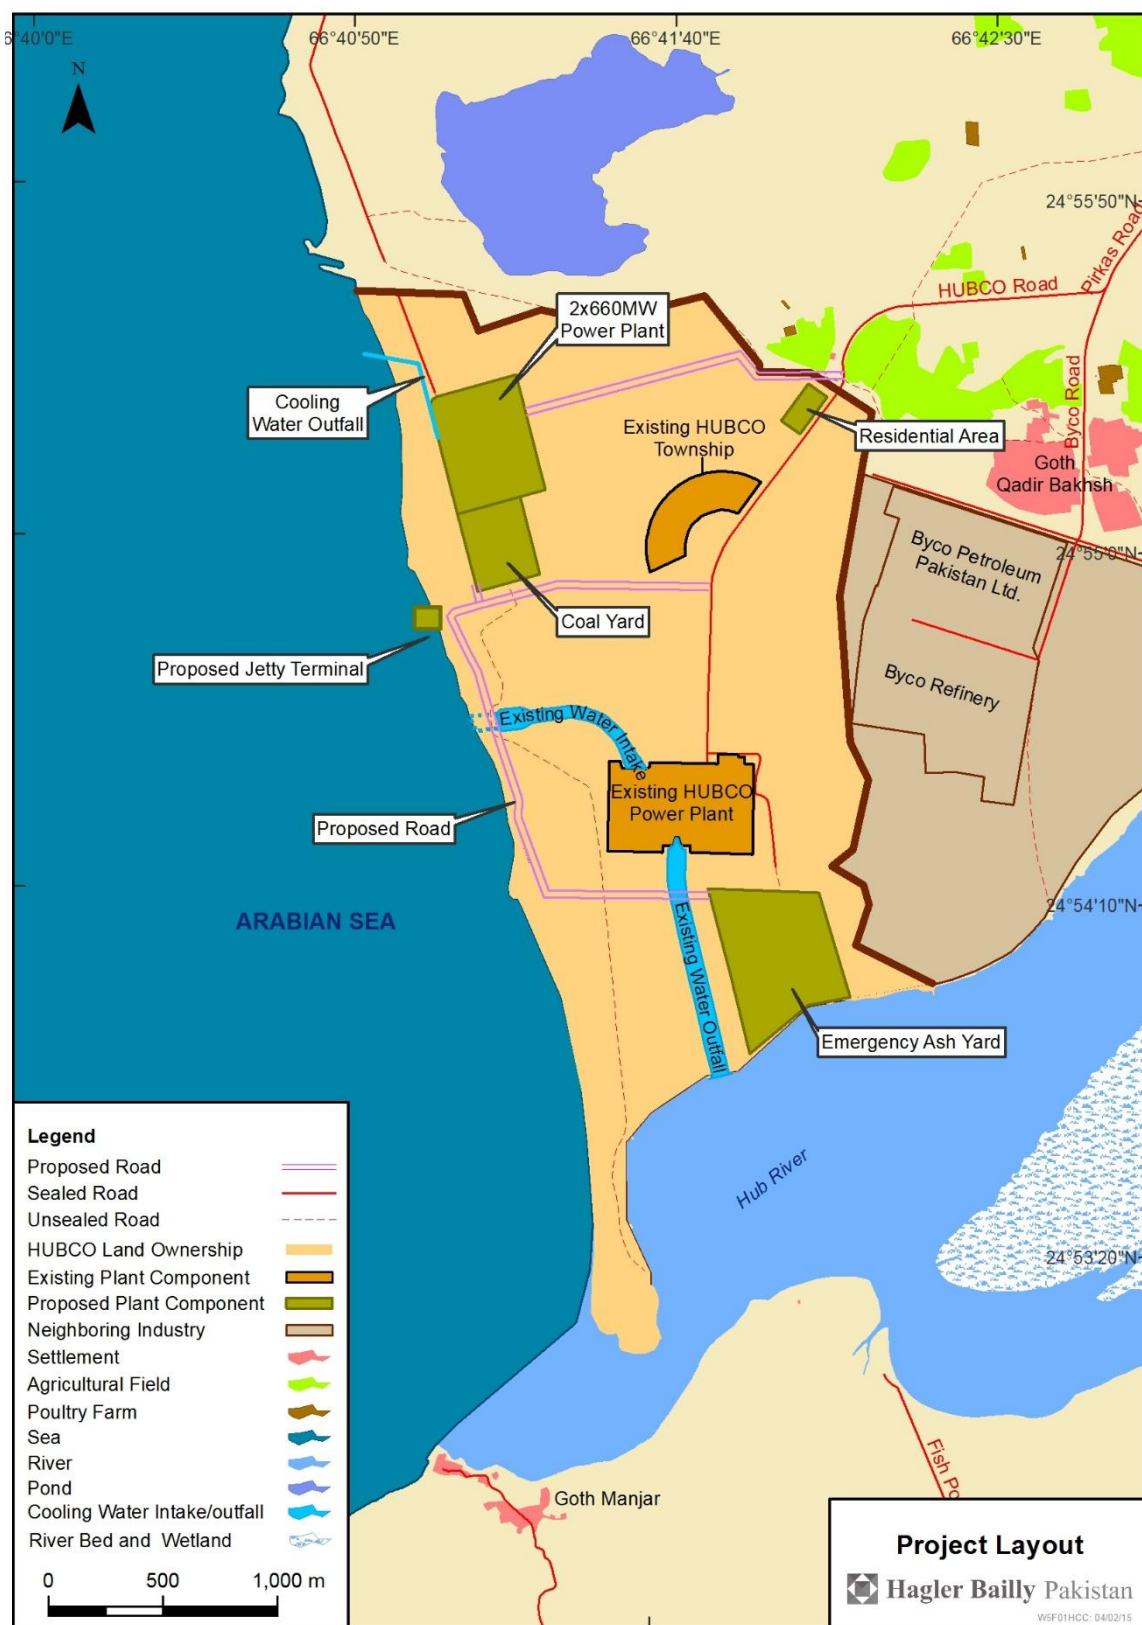 6°40'0"E
66°40'50"E
66°41'40"E
66°42'30"E
N
24°55'50"N
Pirkas Road
HUBCO Road
2x660MW
Power Plant
Cooling
Water Outfall
Byco Road
Existing HUBCO
Township
Residential Area
Goth
Qadir Bakhsh
Byco Petroleum
Pakistan Ltd.
24°55'0"N
Coal Yard
Proposed Jetty Terminal
Byco Refinery
Existing Water Intake
Existing HUBCO
Power Plant
Proposed Road
ARABIAN SEA
24°54'10"N
Existing Water Outfall
Emergency Ash Yard
Hub River
24°53'20"N
Legend
Proposed Road
Sealed Road
Unsealed Road
HUBCO Land Ownership
Existing Plant Component
Proposed Plant Component
Neighboring Industry
Settlement
Agricultural Field
Poultry Farm
Sea
River
Pond
Cooling Water Intake/outfall
River Bed and Wetland
0 500 1,000 m
Goth Manjar
Fish Po
Project Layout
Hagler Bailly Pakistan
W5F01HCC: 04/02/15